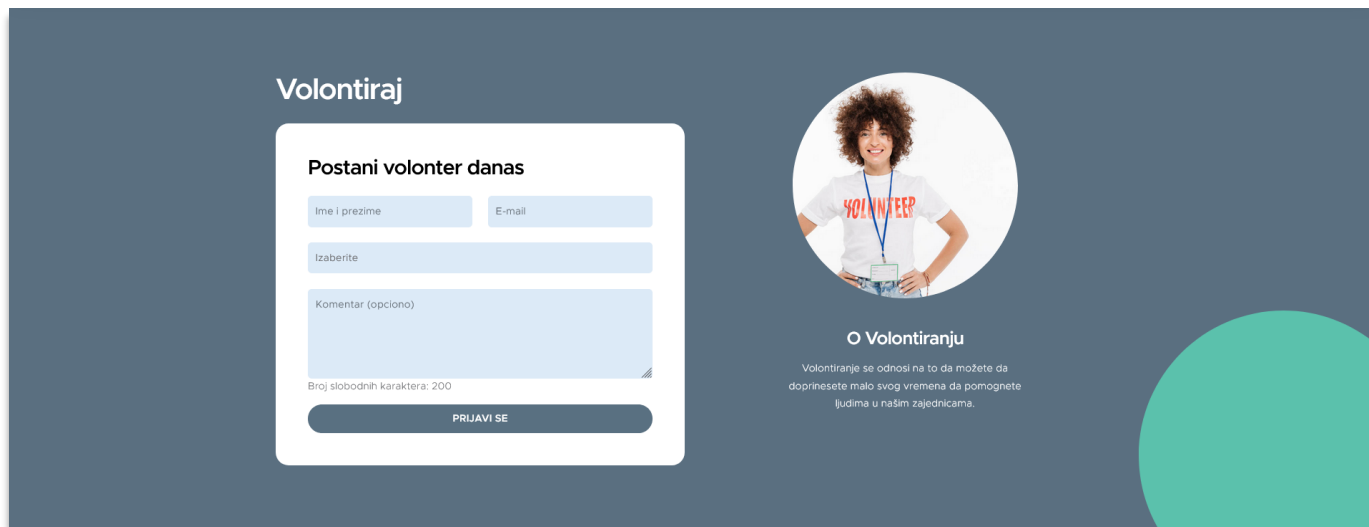 Volontiraj
Postani volonter danas
Ime i prezime
E-mail
Izaberite
Komentar (opciono)
Broj slobodnih karaktera: 200
PRIJAVI SE
VOLUNTEER
O Volontiranju
Volontiranje se odnosi na to da možete da
doprinesete malo svog vremena da pomognete
ljudima u našim zajednicama.